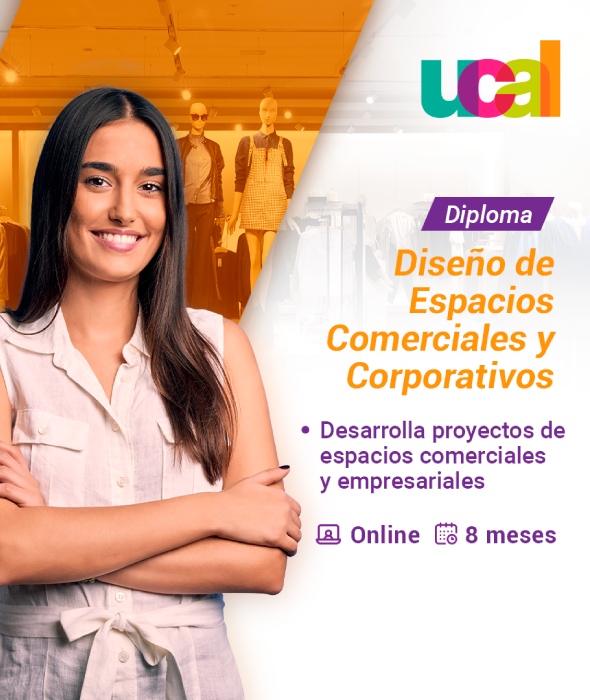 ucal
Diploma
Diseño de
Espacios
Comerciales y
Corporativos
• Desarrolla proyectos de
espacios comerciales
y empresariales
Online 8 meses